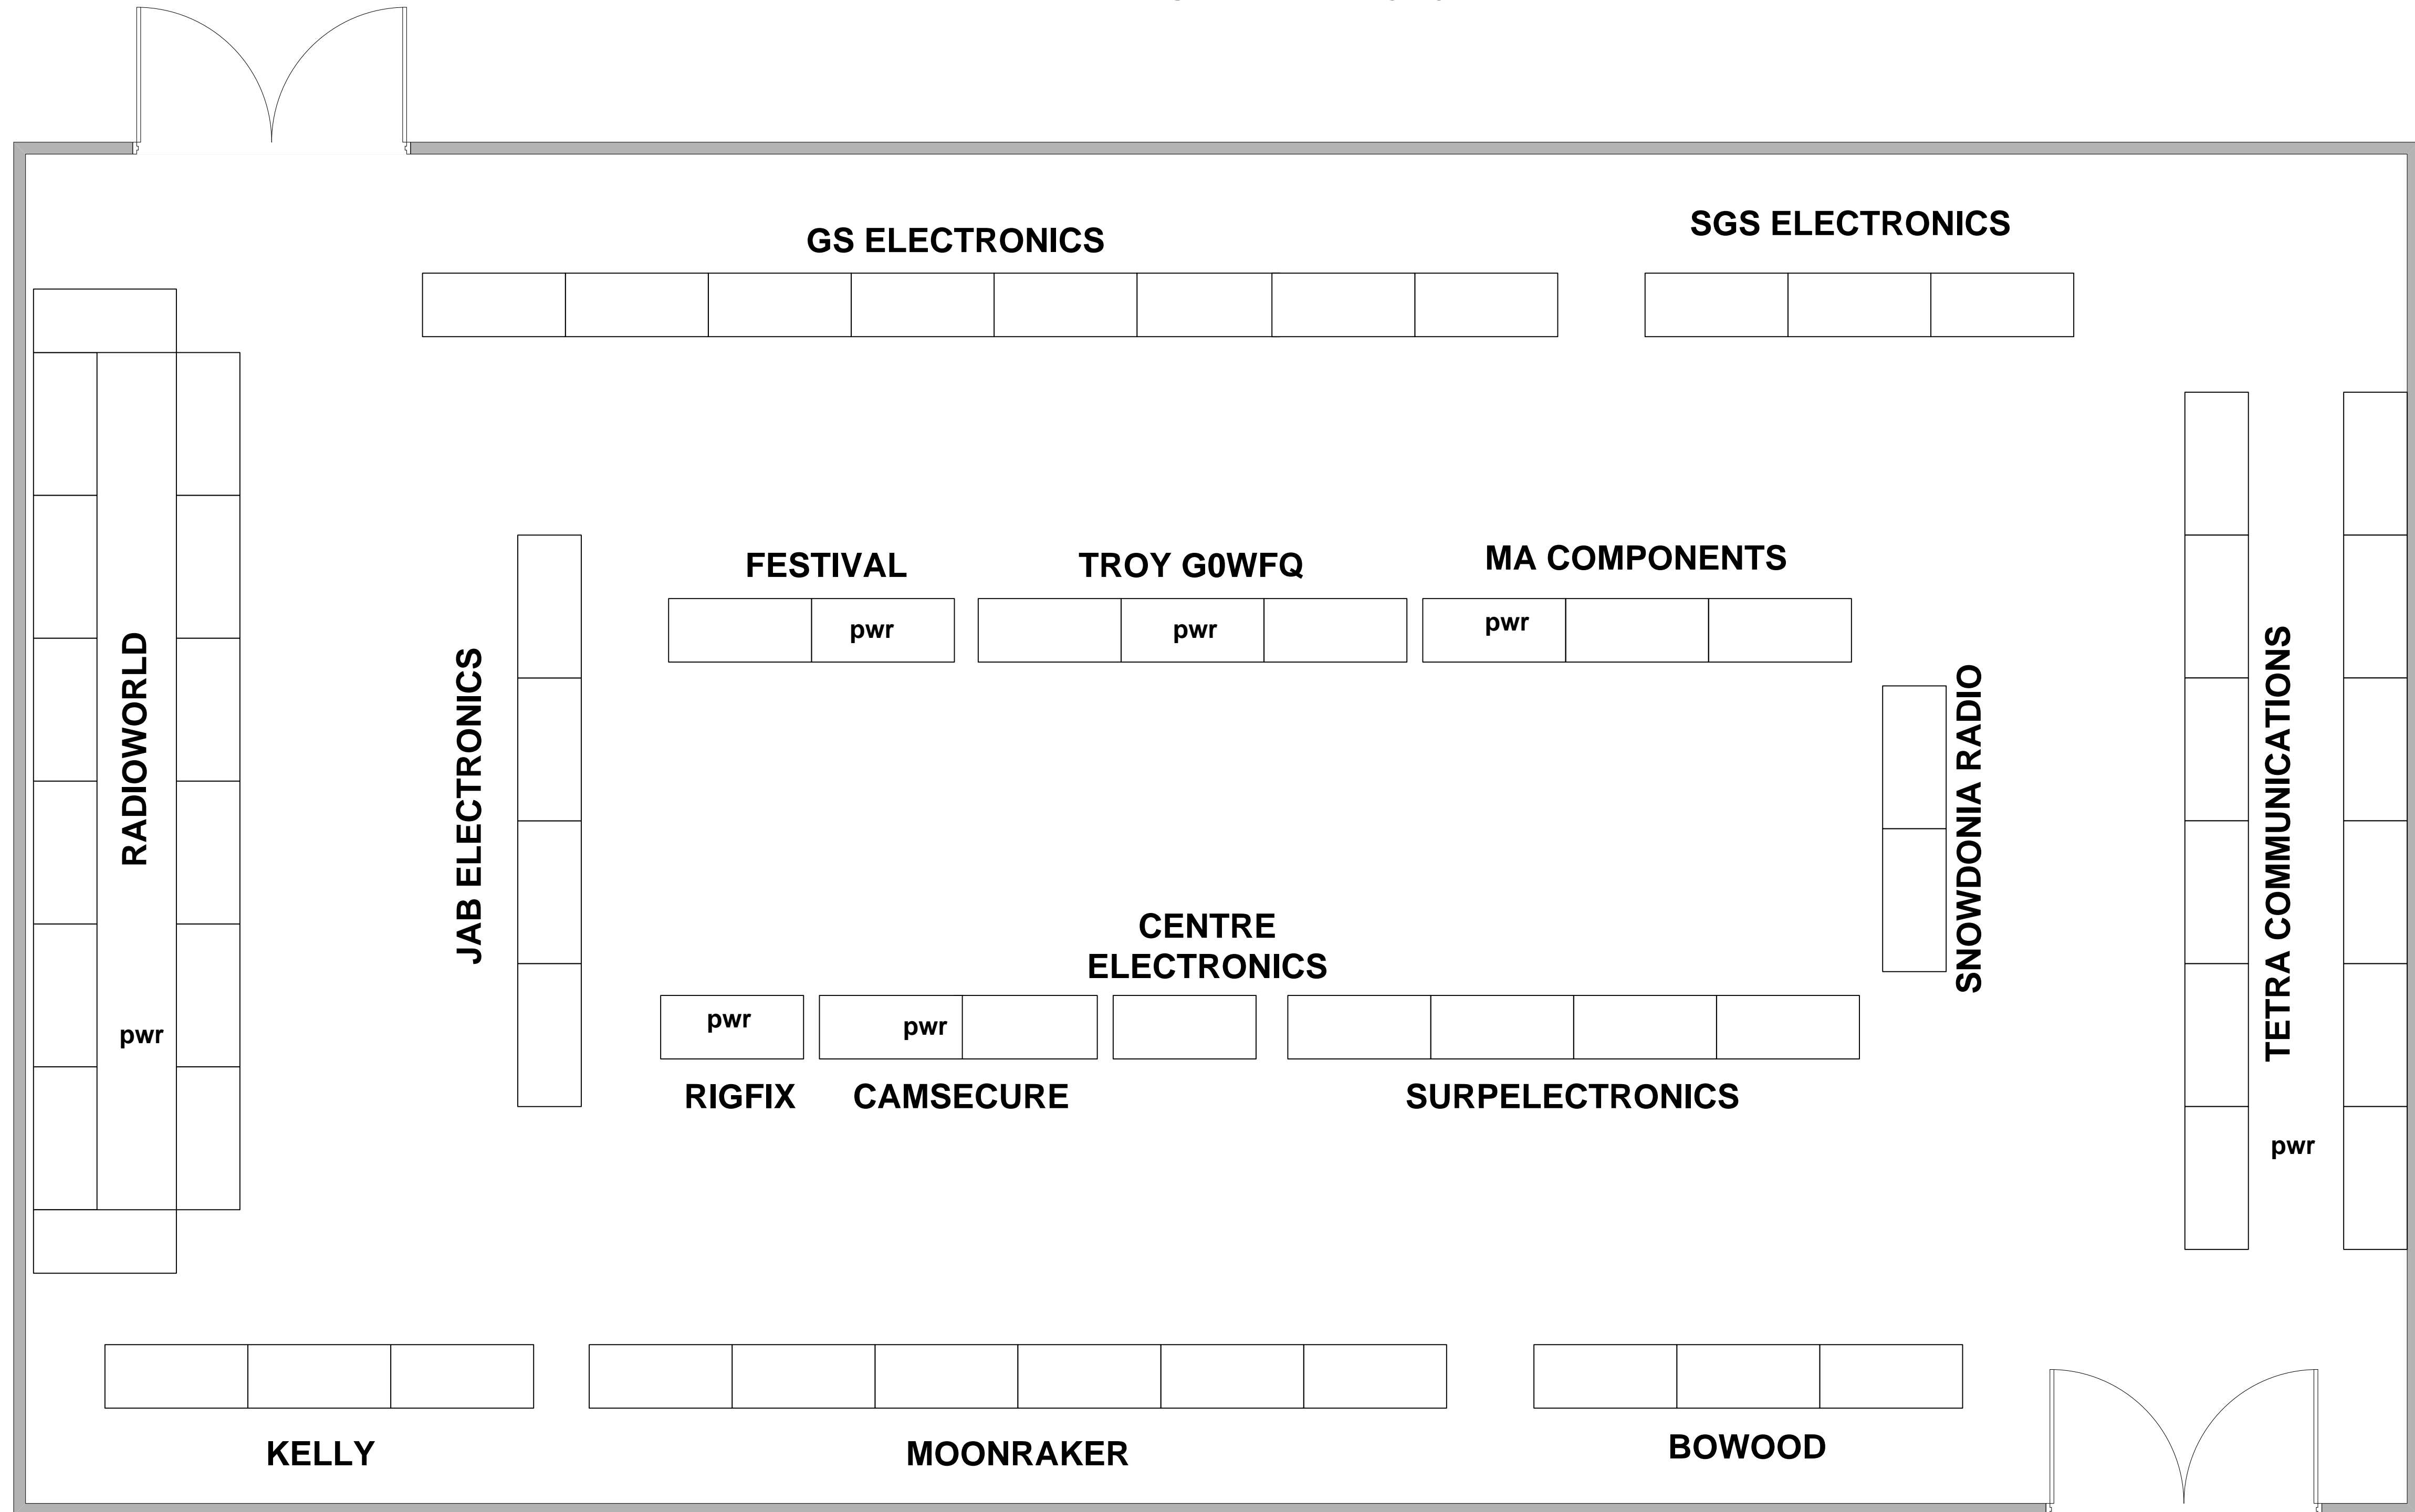 GS ELECTRONICS
SGS ELECTRONICS
FESTIVAL
TROY G0WFQ
MA COMPONENTS
pwr
pwr
pwr
RADIOWORLD
pwr
JAB ELECTRONICS
SNOWDONIA RADIO
TETRA COMMUNICATIONS
pwr
CENTRE
ELECTRONICS
pwr
pwr
RIGFIX
CAMSECURE
SURPELECTRONICS
KELLY
MOONRAKER
BOWOOD